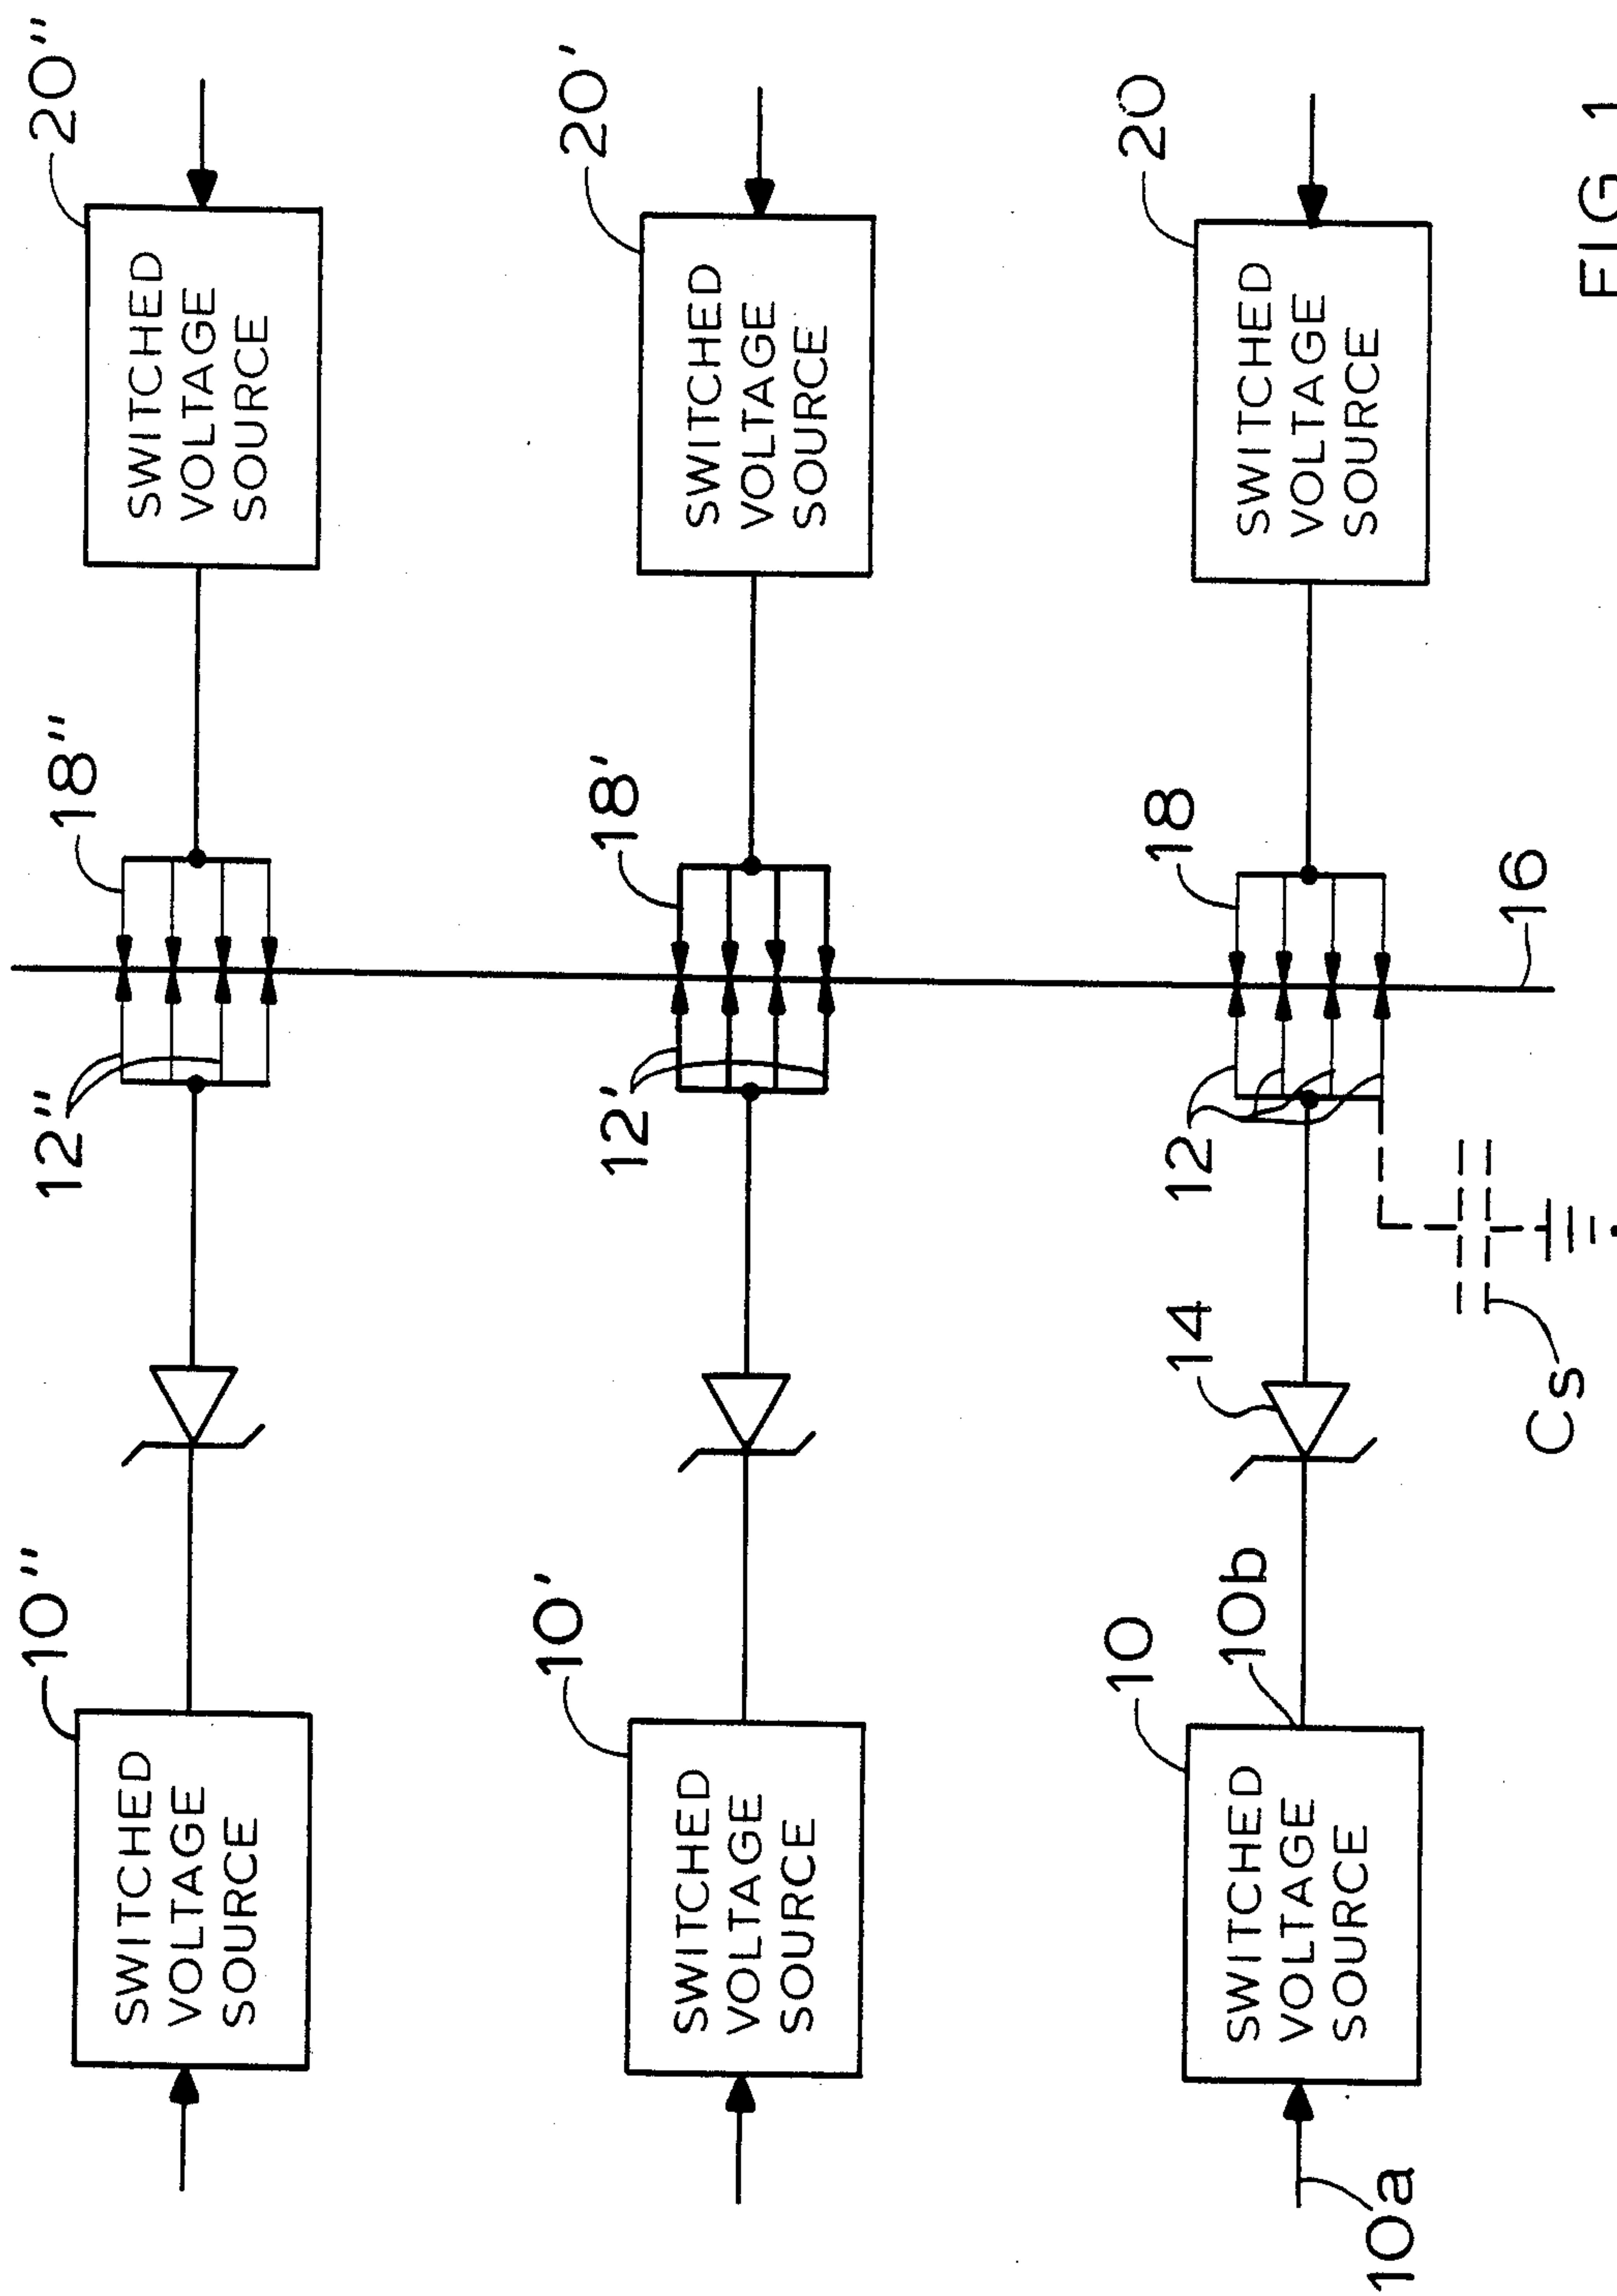 10"
SWITCHED
VOLTAGE
SOURCE
12"
18"
20"
SWITCHED
VOLTAGE
SOURCE
10'
SWITCHED
VOLTAGE
SOURCE
12'
18'
20'
SWITCHED
VOLTAGE
SOURCE
10a
10
SWITCHED
VOLTAGE
SOURCE
10b
14
12
18
20
SWITCHED
VOLTAGE
SOURCE
Cs
16
FIG. 1